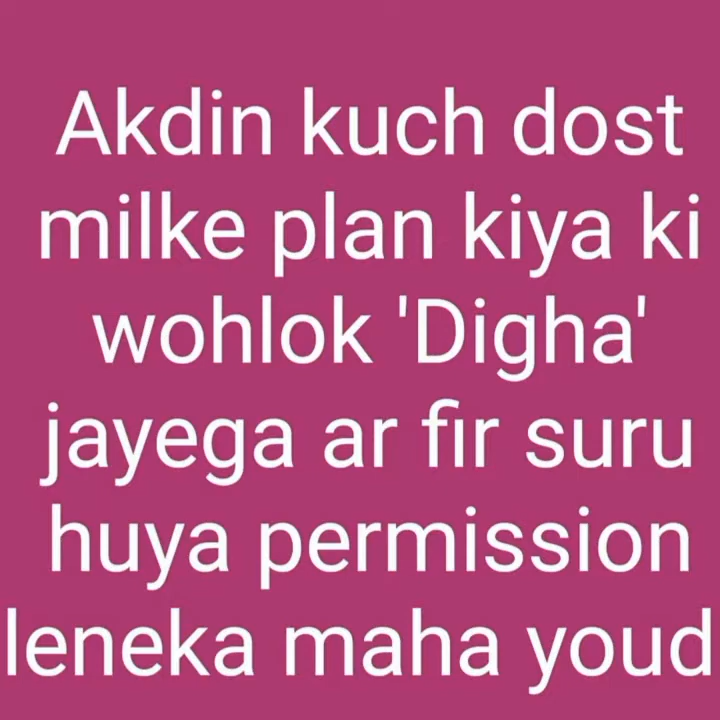 Akdin kuch dost
milke plan kiya ki
wohlok 'Digha'
jayega ar fir suru
huya permission
leneka maha youd